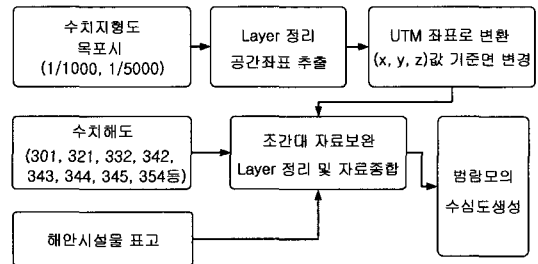 수치지형도
목포시
(1/1000, 1/5000)
Layer 정리
공간좌표 추출
UTM 좌표로 변환
(x, y, z)값 기준면 변경
수치해도
(301, 321, 332, 342,
343, 344, 345, 354등)
조간대 자료보완
Layer 정리 및 자료종합
범람모의
수심도생성
해안시설물 표고